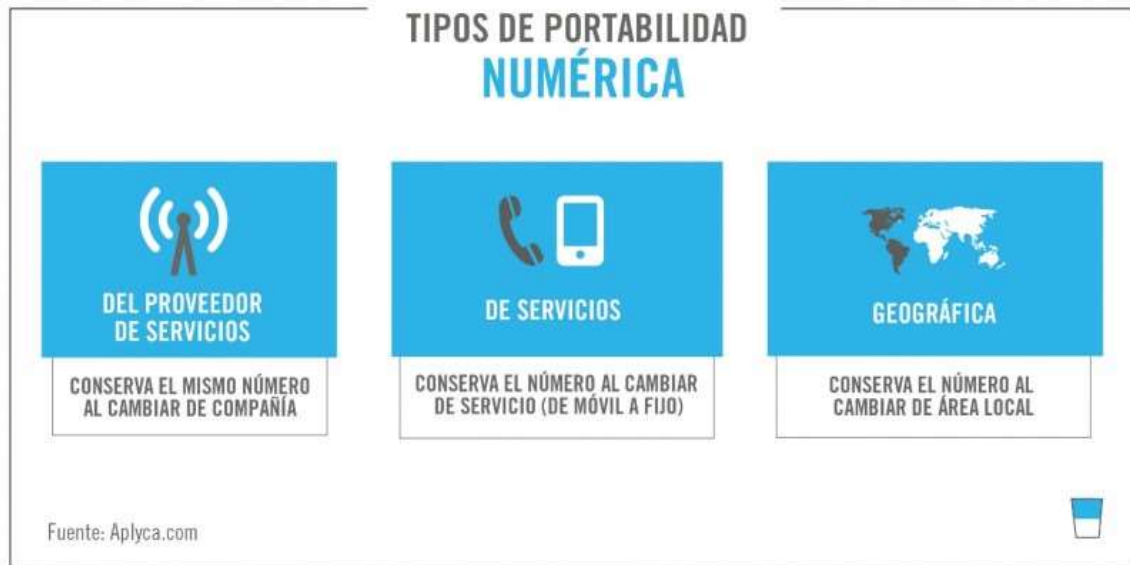 TIPOS DE PORTABILIDAD
NUMÉRICA
DEL PROVEEDOR
DE SERVICIOS
CONSERVA EL MISMO NÚMERO
AL CAMBIAR DE COMPAÑÍA
DE SERVICIOS
CONSERVA EL NÚMERO AL CAMBIAR
DE SERVICIO (DE MÓVIL A FIJO)
GEOGRÁFICA
CONSERVA EL NÚMERO AL
CAMBIAR DE ÁREA LOCAL
Fuente: Aplyca.com